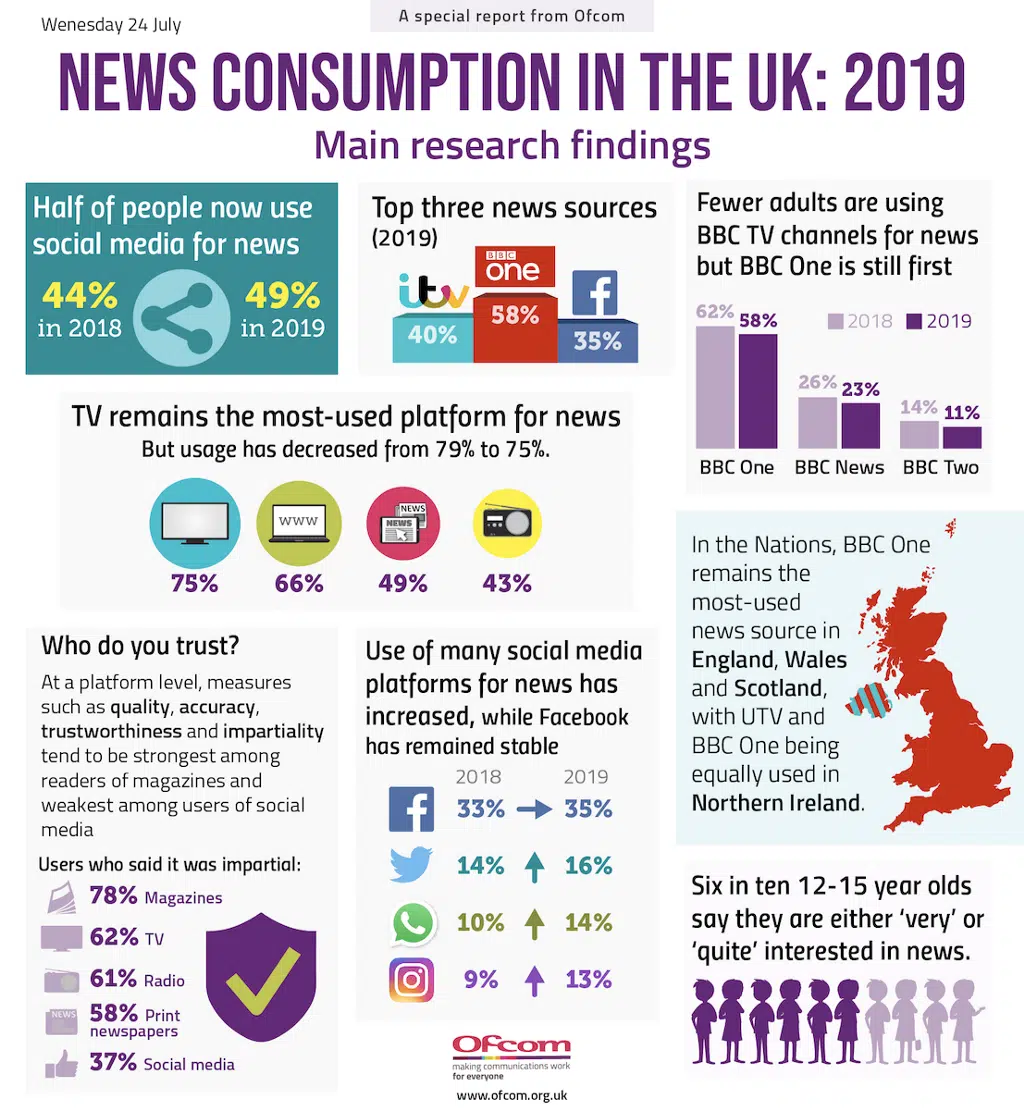 Wenesday 24 July
A special report from Ofcom
NEWS CONSUMPTION IN THE UK: 2019
Main research findings
Half of people now use
social media for news
44%
in 2018
49%
in 2019
Top three news sources
(2019)
itv
BBC
one
40%
58%
35%
Fewer adults are using
BBC TV channels for news
but BBC One is still first
62%
58%
2018
2019
26%
23%
14%
11%
BBC One
BBC News
BBC Two
TV remains the most-used platform for news
But usage has decreased from 79% to 75%.
WWW
NEWS
NEWS
75%
66%
49%
43%
In the Nations, BBC One
remains the
most-used
news source in
England, Wales
and Scotland,
with UTV and
BBC One being
equally used in
Northern Ireland.
Who do you trust?
At a platform level, measures
such as quality, accuracy,
trustworthiness and impartiality
tend to be strongest among
readers of magazines and
weakest among users of social
media
Users who said it was impartial:
78% Magazines
62% TV
61% Radio
NEWS
58% Print
newspapers
37% Social media
Use of many social media
platforms for news has
increased, while Facebook
has remained stable
2018
2019
33%
35%
14%
16%
10%
14%
9%
13%
Six in ten 12-15 year olds
say they are either ‘very’ or
‘quite’ interested in news.
Ofcom
making communications work
for everyone
www.ofcom.org.uk